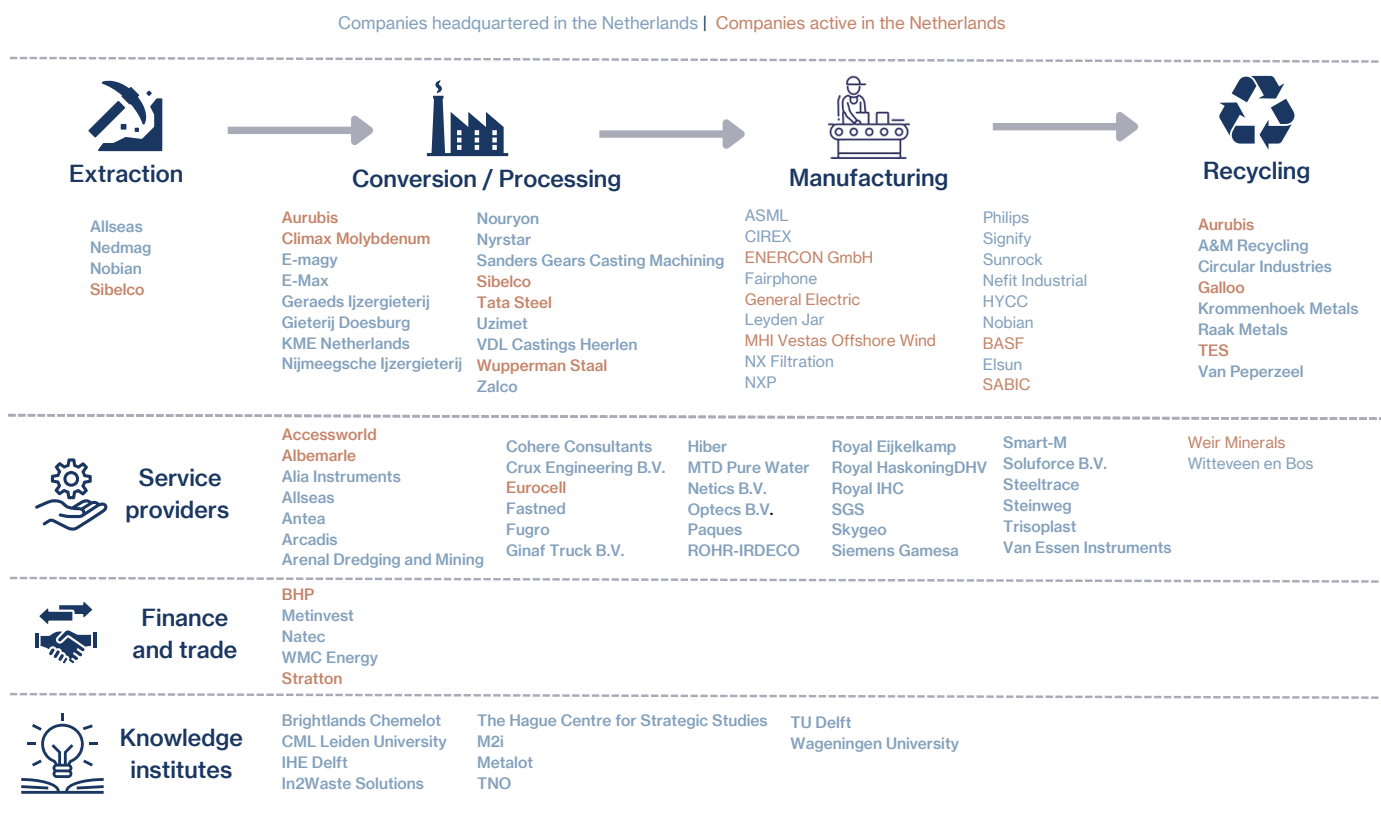 Companies headquartered in the Netherlands | Companies active in the Netherlands
Extraction
Conversion / Processing
Manufacturing
Recycling
Allseas
Nedmag
Nobian
Sibelco
Aurubis
Climax Molybdenum
E-magy
E-Max
Geraeds Ijzergieterij
Gieterij Doesburg
KME Netherlands
Nijmeegsche Ijzergieterij
Nouryon
Nyrstar
Sanders Gears Casting Machining
Sibelco
Tata Steel
Uzimet
VDL Castings Heerlen
Wupperman Staal
Zalco
ASML
CIREX
ENERCON GmbH
Fairphone
General Electric
Leyden Jar
MHI Vestas Offshore Wind
NX Filtration
NXP
Philips
Signify
Sunrock
Nefit Industrial
HYCC
Nobian
BASF
Elsun
SABIC
Aurubis
A&M Recycling
Circular Industries
Galloo
Krommenhoek Metals
Raak Metals
TES
Van Peperzeel
Service
providers
Accessworld
Albemarle
Alia Instruments
Allseas
Antea
Arcadis
Arenal Dredging and Mining
Cohere Consultants
Crux Engineering B.V.
Eurocell
Fastned
Fugro
Ginaf Truck B.V.
Hiber
MTD Pure Water
Netics B.V.
Optecs B.V.
Paques
ROHR-IRDECO
Royal Eijkelkamp
Royal HaskoningDHV
Royal IHC
SGS
Skygeo
Siemens Gamesa
Smart-M
Soluforce B.V.
Steeltrace
Steinweg
Trisoplast
Van Essen Instruments
Weir Minerals
Witteveen en Bos
Finance
and trade
BHP
Metinvest
Natec
WMC Energy
Stratton
Knowledge
institutes
Brightlands Chemelot
CML Leiden University
IHE Delft
In2Waste Solutions
The Hague Centre for Strategic Studies
M2i
Metalot
TNO
TU Delft
Wageningen University